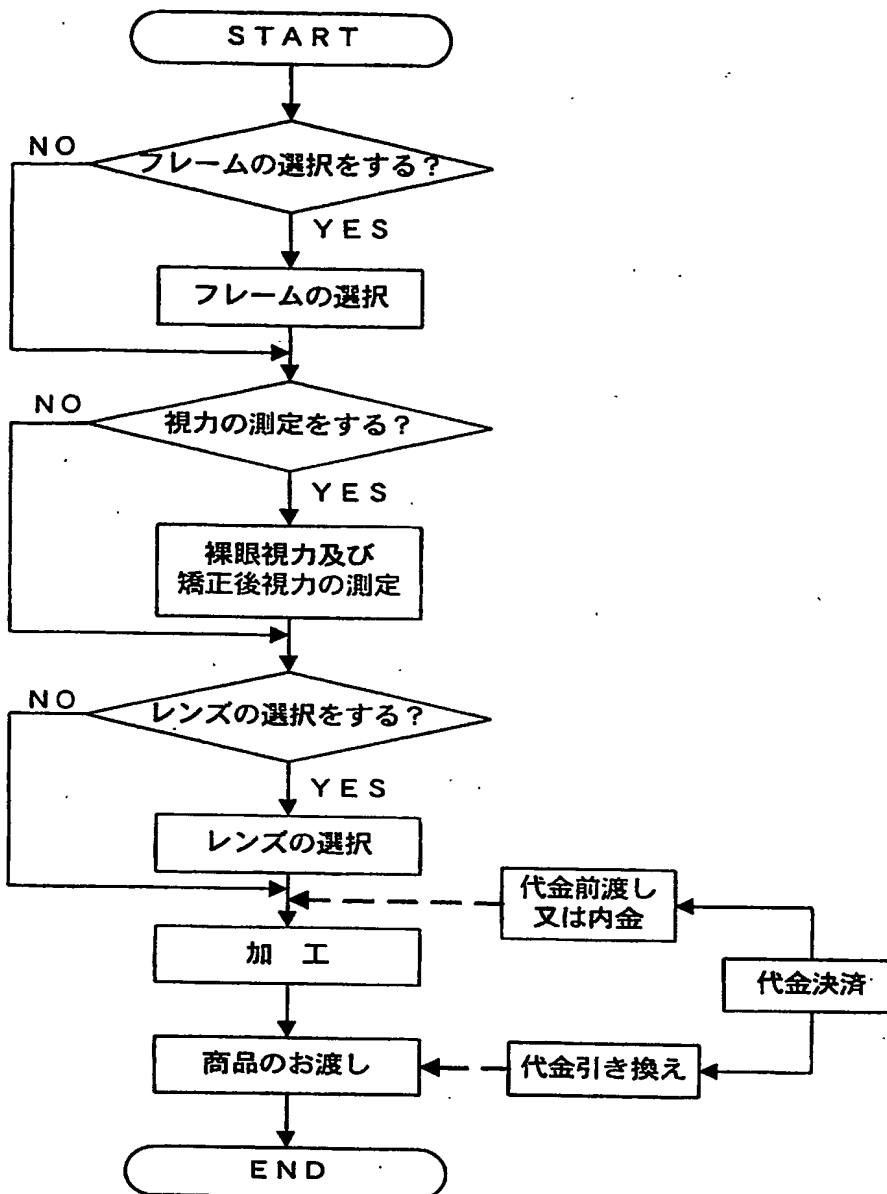 START
フレームの選択をする？
NO
YES
フレームの選択
視力の測定をする？
NO
YES
裸眼視力及び
矯正後視力の測定
レンズの選択をする？
NO
YES
レンズの選択
代金前渡し
又は内金
加工
代金決済
商品のお渡し
代金引き換え
END